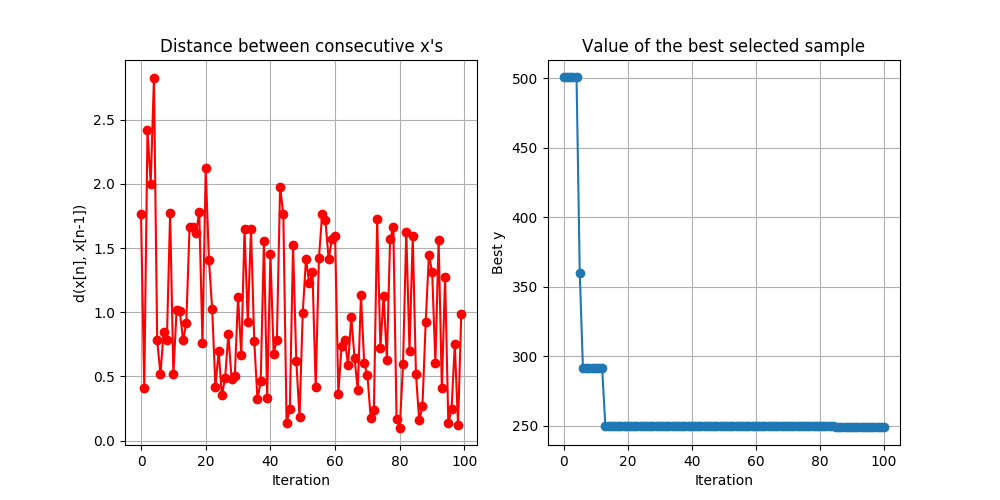 Distance between consecutive x's
2.5
2.0
1.5
1.0
0.5
0.0
d(x[n], x[n-1])
0 20 40 60 80 100
Iteration
Value of the best selected sample
500
450
400
350
300
250
Best y
0 20 40 60 80 100
Iteration